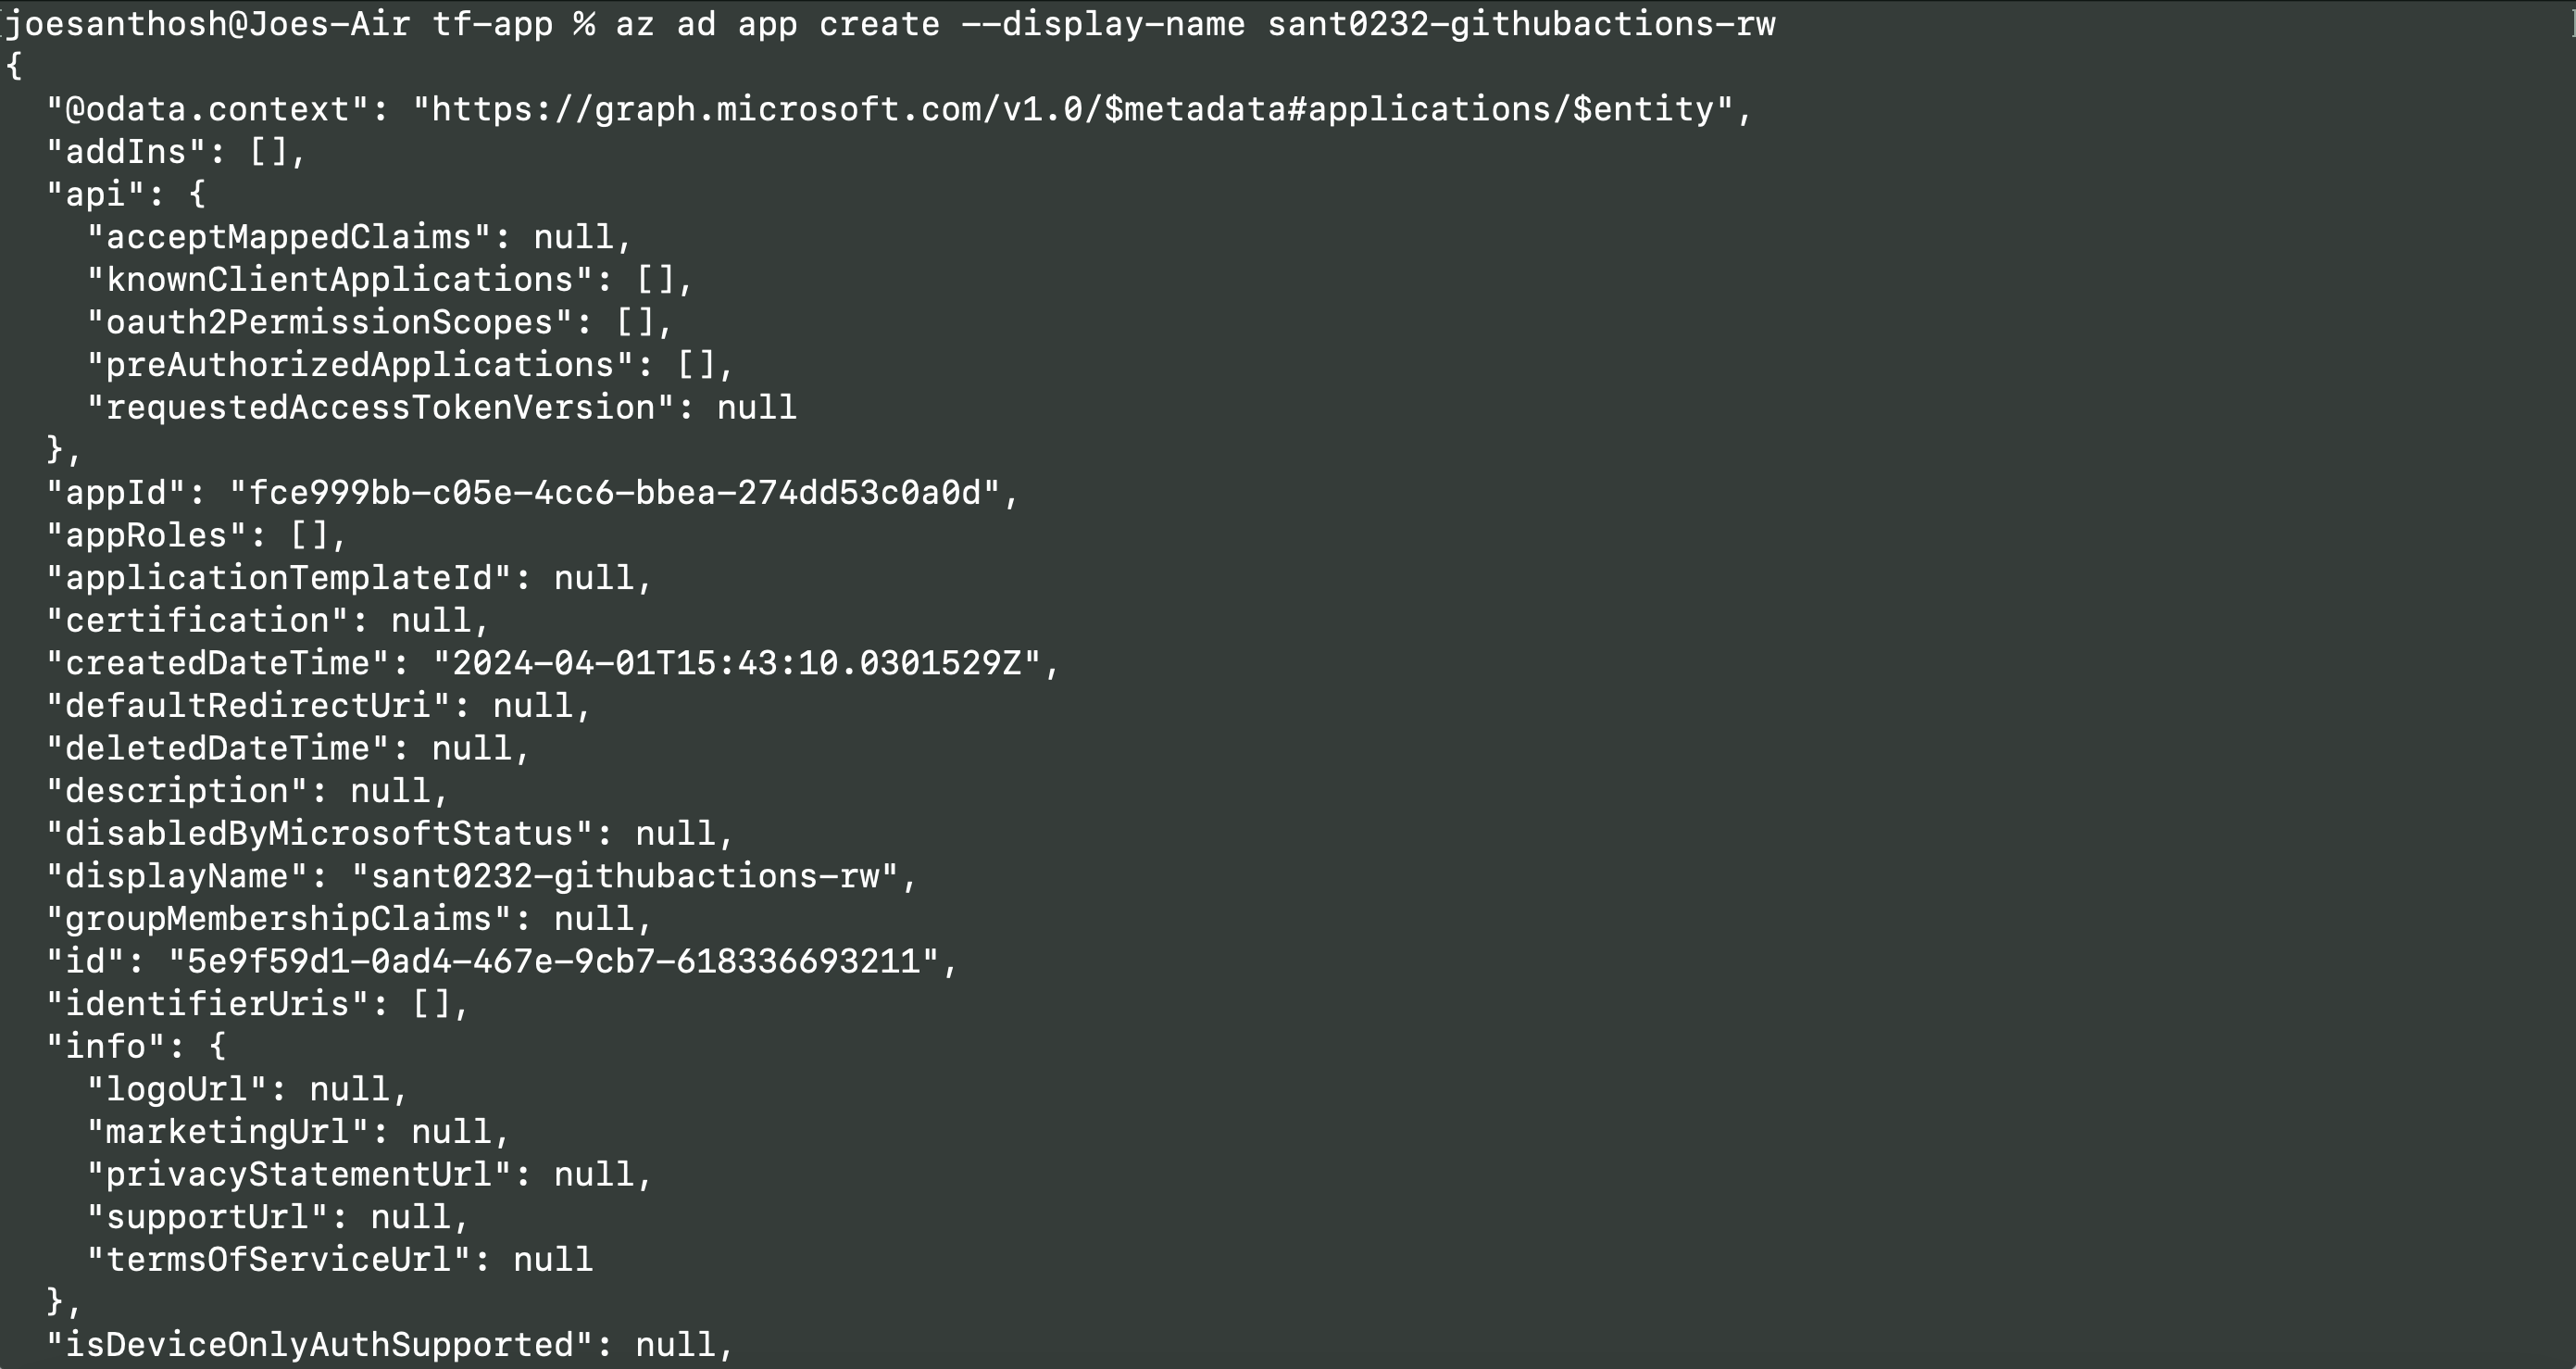 joesanthosh@Joes-Air tf-app % az ad app create --display-name sant0232-githubactions-rw
{
  "@odata.context": "https://graph.microsoft.com/v1.0/$metadata#applications/$entity",
  "addIns": [],
  "api": {
    "acceptMappedClaims": null,
    "knownClientApplications": [],
    "oauth2PermissionScopes": [],
    "preAuthorizedApplications": [],
    "requestedAccessTokenVersion": null
  },
  "appId": "fce999bb-c05e-4cc6-bbea-274dd53c0a0d",
  "appRoles": [],
  "applicationTemplateId": null,
  "certification": null,
  "createdDateTime": "2024-04-01T15:43:10.0301529Z",
  "defaultRedirectUri": null,
  "deletedDateTime": null,
  "description": null,
  "disabledByMicrosoftStatus": null,
  "displayName": "sant0232-githubactions-rw",
  "groupMembershipClaims": null,
  "id": "5e9f59d1-0ad4-467e-9cb7-618336693211",
  "identifierUris": [],
  "info": {
    "logoUrl": null,
    "marketingUrl": null,
    "privacyStatementUrl": null,
    "supportUrl": null,
    "termsOfServiceUrl": null
  },
  "isDeviceOnlyAuthSupported": null,